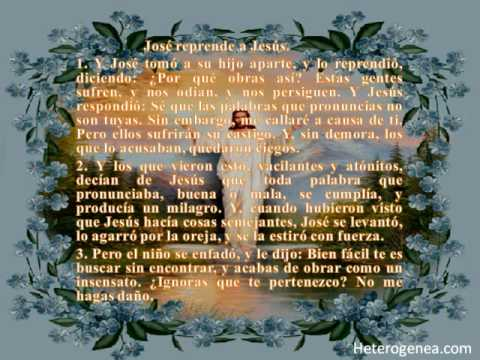 José reprende a Jesús.
1. Y José tomó a su hijo aparte, y lo reprendió,
diciendo: ¿Por qué obras así? Estas gentes
sufren, y nos odian, y nos persiguen. Y Jesús
respondió: Sé que las palabras que pronuncias no
son tuyas. Sin embargo, me callaré a causa de ti.
Pero ellos sufrirán su castigo. Y, sin demora, los
que lo acusaban, quedaron ciegos.
2. Y los que vieron esto, vacilantes y atónitos,
decían de Jesús que toda palabra que
pronunciaba, buena o mala, se cumplía, y
producía un milagro. Y, cuando hubieron visto
que Jesús hacía cosas semejantes, José se levantó,
lo agarró por la oreja, y se la estiró con fuerza.
3. Pero el niño se enfadó, y le dijo: Bien fácil te es
buscar sin encontrar, y acabas de obrar como un
insensato. ¿Ignoras que te pertenezco? No me
hagas daño.
Heterogenea.com